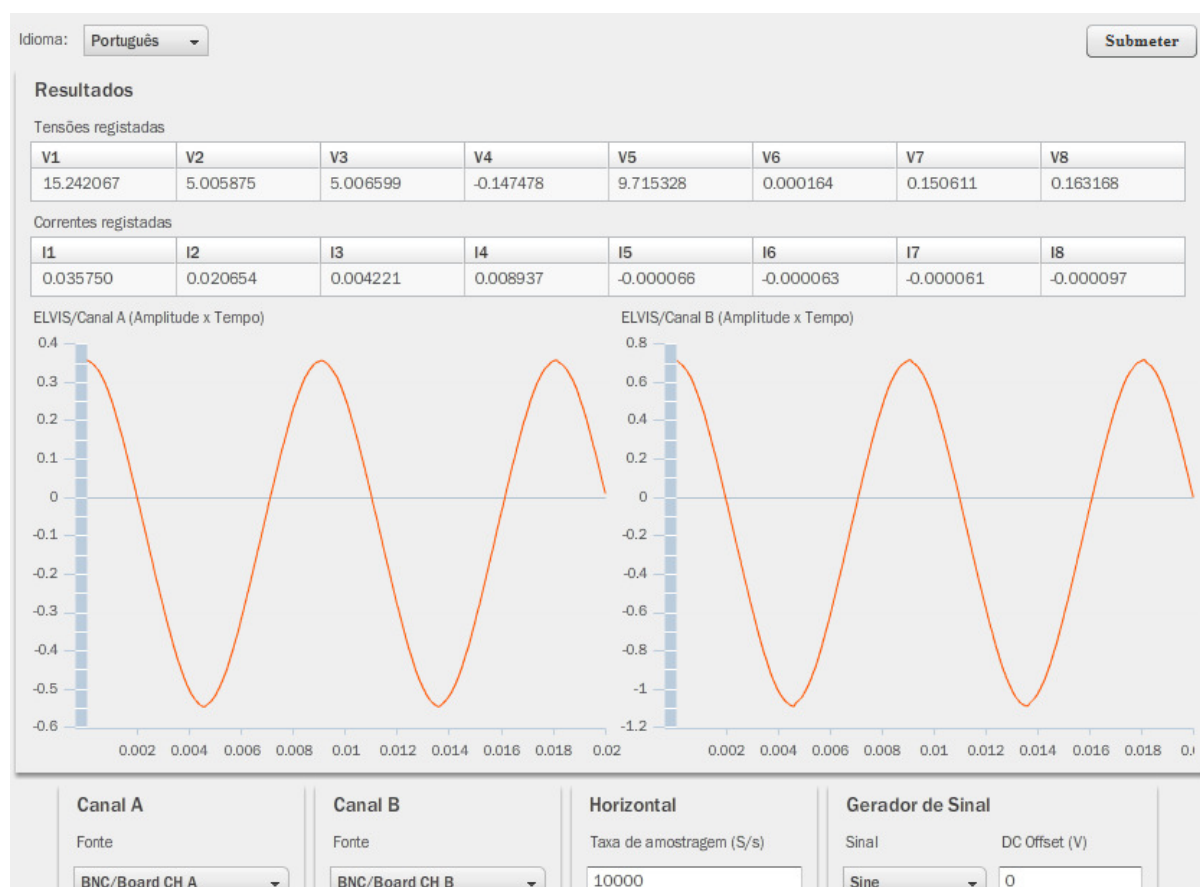 Idioma: Português Submeter
Resultados
Tensões registadas
V1 V2 V3 V4 V5 V6 V7 V8
15.242067 5.005875 5.006599 -0.147478 9.715328 0.000164 0.150611 0.163168
Correntes registadas
I1 I2 I3 I4 I5 I6 I7 I8
0.035750 0.020654 0.004221 0.008937 -0.000066 -0.000063 -0.000061 -0.000097
ELVIS/Canal A (Amplitude x Tempo)
0.4
0.3
0.2
0.1
0
-0.1
-0.2
-0.3
-0.4
-0.5
-0.6
0.002 0.004 0.006 0.008 0.01 0.012 0.014 0.016 0.018 0.02
ELVIS/Canal B (Amplitude x Tempo)
0.8
0.6
0.4
0.2
0
-0.2
-0.4
-0.6
-0.8
-1
-1.2
0.002 0.004 0.006 0.008 0.01 0.012 0.014 0.016 0.018
Canal A
Fonte
BNC/Board CH A
Canal B
Fonte
BNC/Board CH B
Horizontal
Taxa de amostragem (S/s)
10000
Gerador de Sinal
Sinal DC Offset (V)
Sine 0